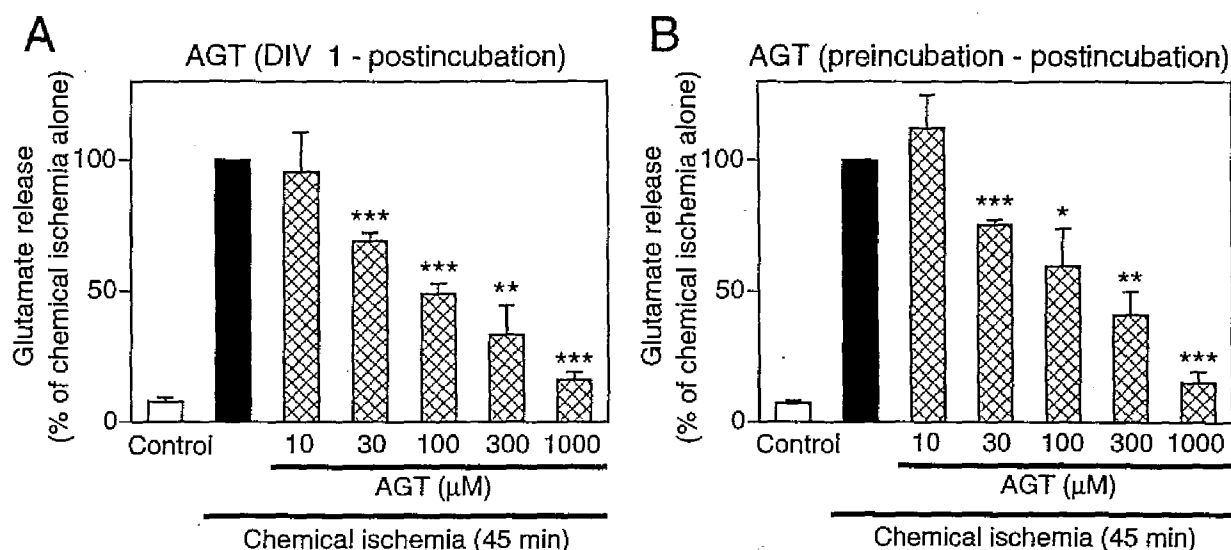 A
AGT (DIV 1 - postincubation)
Glutamate release
(% of chemical ischemia alone)
100
50
0
***
***
**
***
Control
10 30 100 300 1000
AGT (μM)
Chemical ischemia (45 min)
B
AGT (preincubation - postincubation)
Glutamate release
(% of chemical ischemia alone)
100
50
0
***
*
**
***
Control
10 30 100 300 1000
AGT (μM)
Chemical ischemia (45 min)